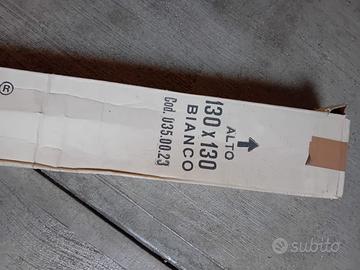 ALTO
130 x 130
BIANCO
Cod. 035.00.23
®
subito